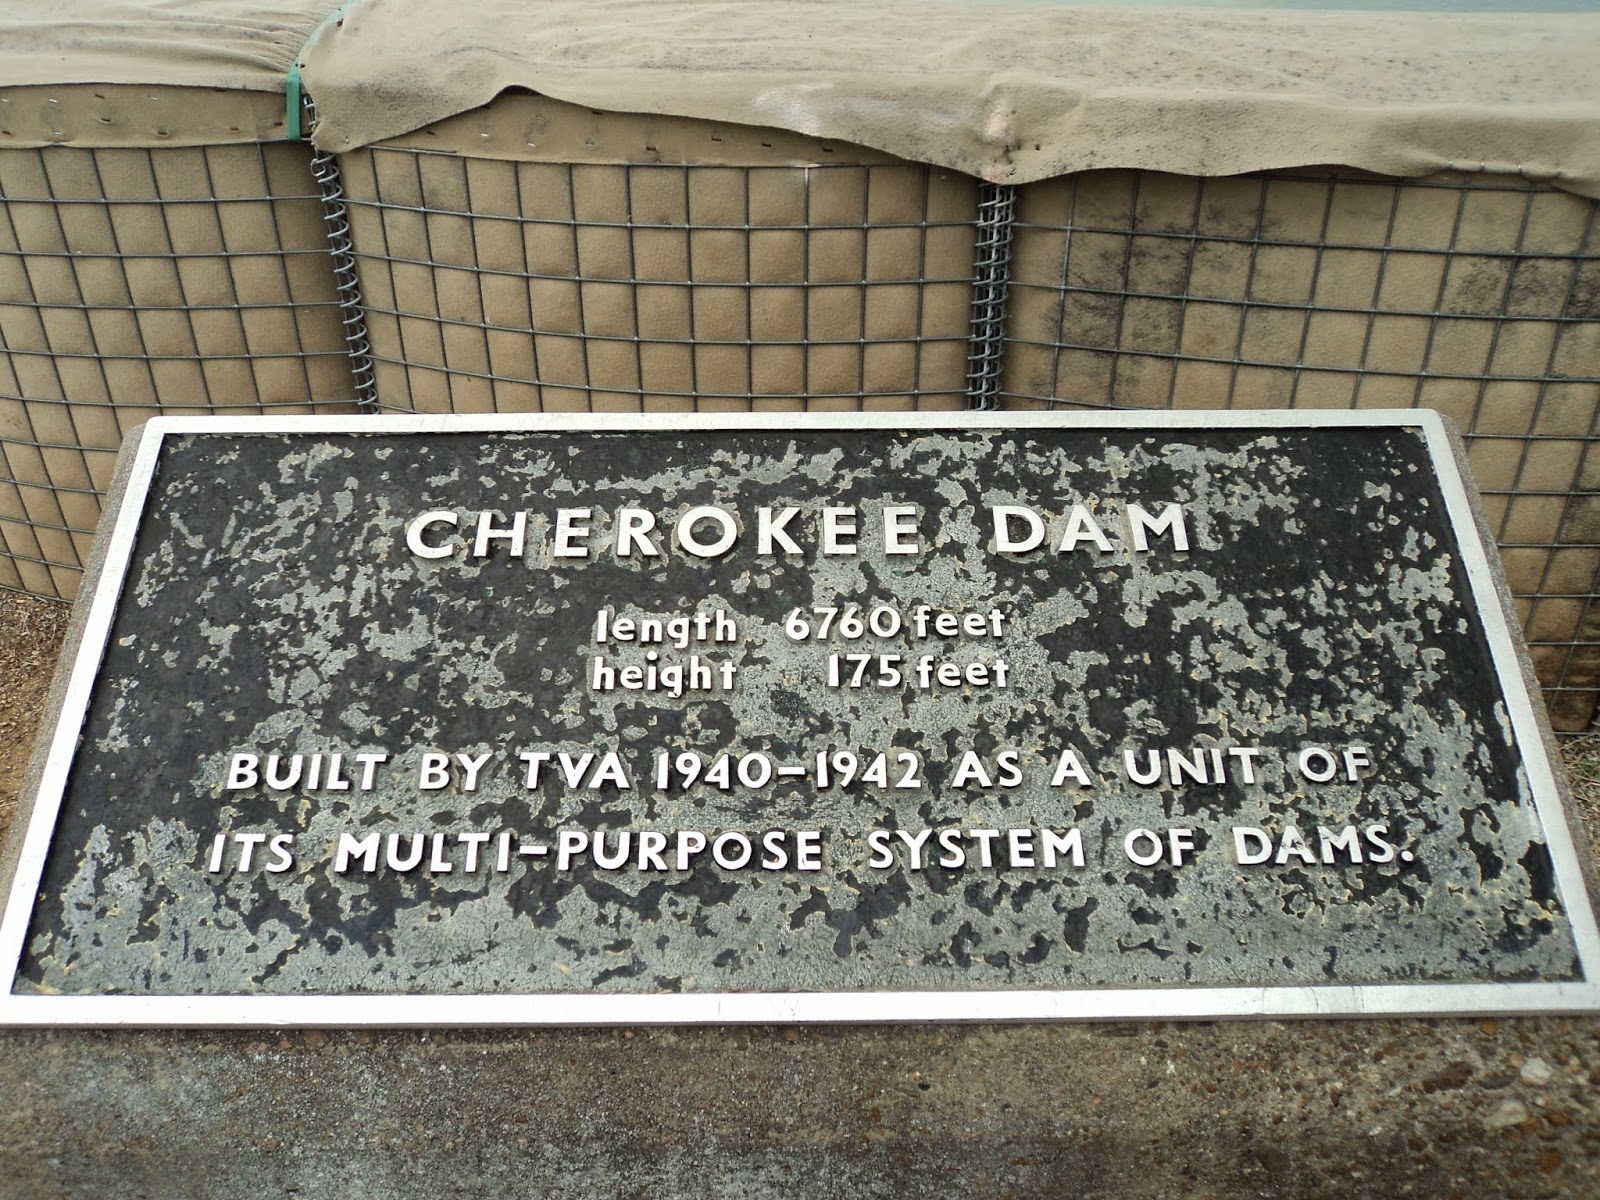 CHEROKEE DAM
length 6760 feet
height 175 feet
BUILT BY TVA 1940-1942 AS A UNIT OF
ITS MULTI-PURPOSE SYSTEM OF DAMS.